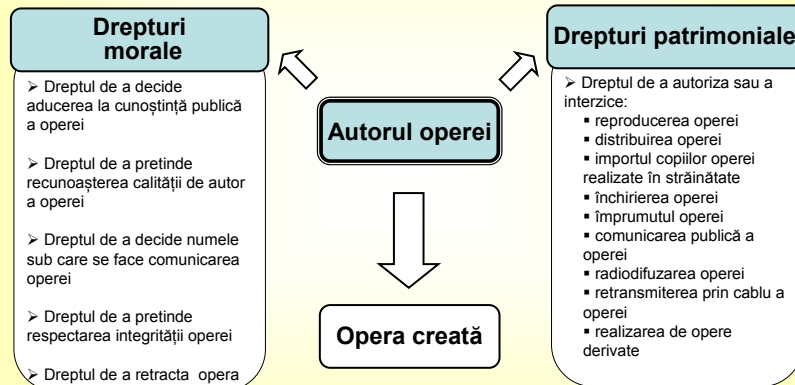 Drepturi
morale
➢ Dreptul de a decide
aducerea la cunoștință publică
a operei
➢ Dreptul de a pretinde
recunoașterea calității de autor
a operei
➢ Dreptul de a decide numele
sub care se face comunicarea
operei
➢ Dreptul de a pretinde
respectarea integrității operei
➢ Dreptul de a retracta opera
Autorul operei
Opera creată
Drepturi patrimoniale
➢ Dreptul de a autoriza sau a
interzice:
▪ reproducerea operei
▪ distribuirea operei
▪ importul copiilor operei
realizate în străinătate
▪ închirierea operei
▪ împrumutul operei
▪ comunicarea publică a
operei
▪ radiodifuzarea operei
▪ retransmiterea prin cablu a
operei
▪ realizarea de opere
derivate